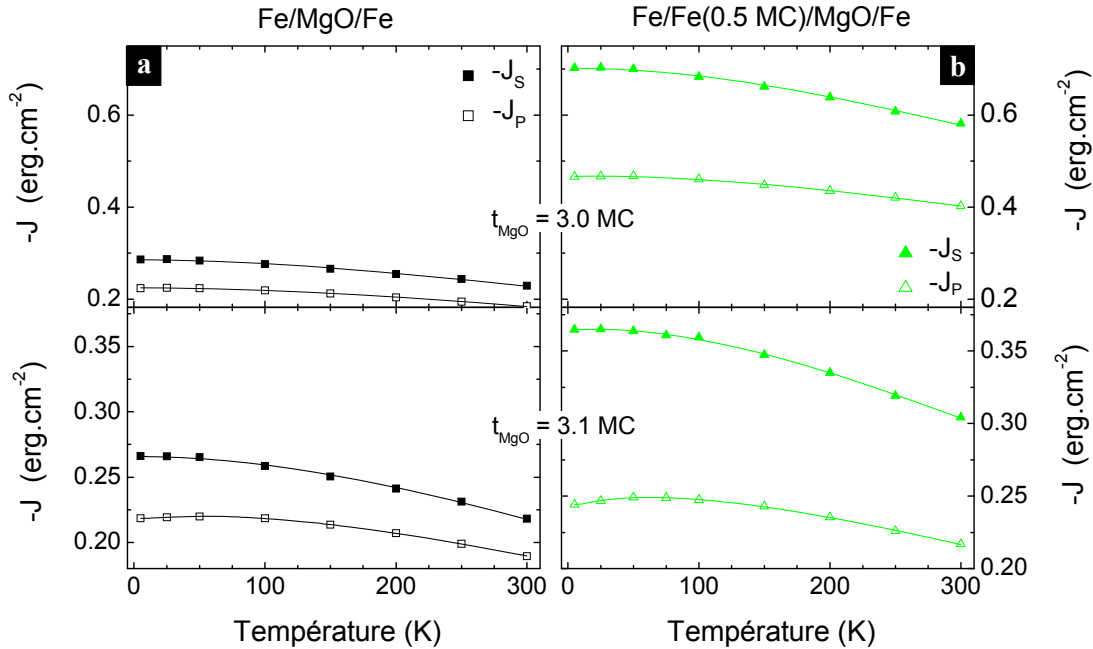 Fe/MgO/Fe
Fe/Fe(0.5 MC)/MgO/Fe
a
b
-J_S
-J_P
-J_S
-J_P
-J (erg.cm^-2)
0.6
0.4
0.2
-J (erg.cm^-2)
0.6
0.4
0.2
t_MgO = 3.0 MC
-J (erg.cm^-2)
0.35
0.30
0.25
0.20
-J (erg.cm^-2)
0.35
0.30
0.25
0.20
t_MgO = 3.1 MC
0 100 200 300
0 100 200 300
Température (K)
Température (K)